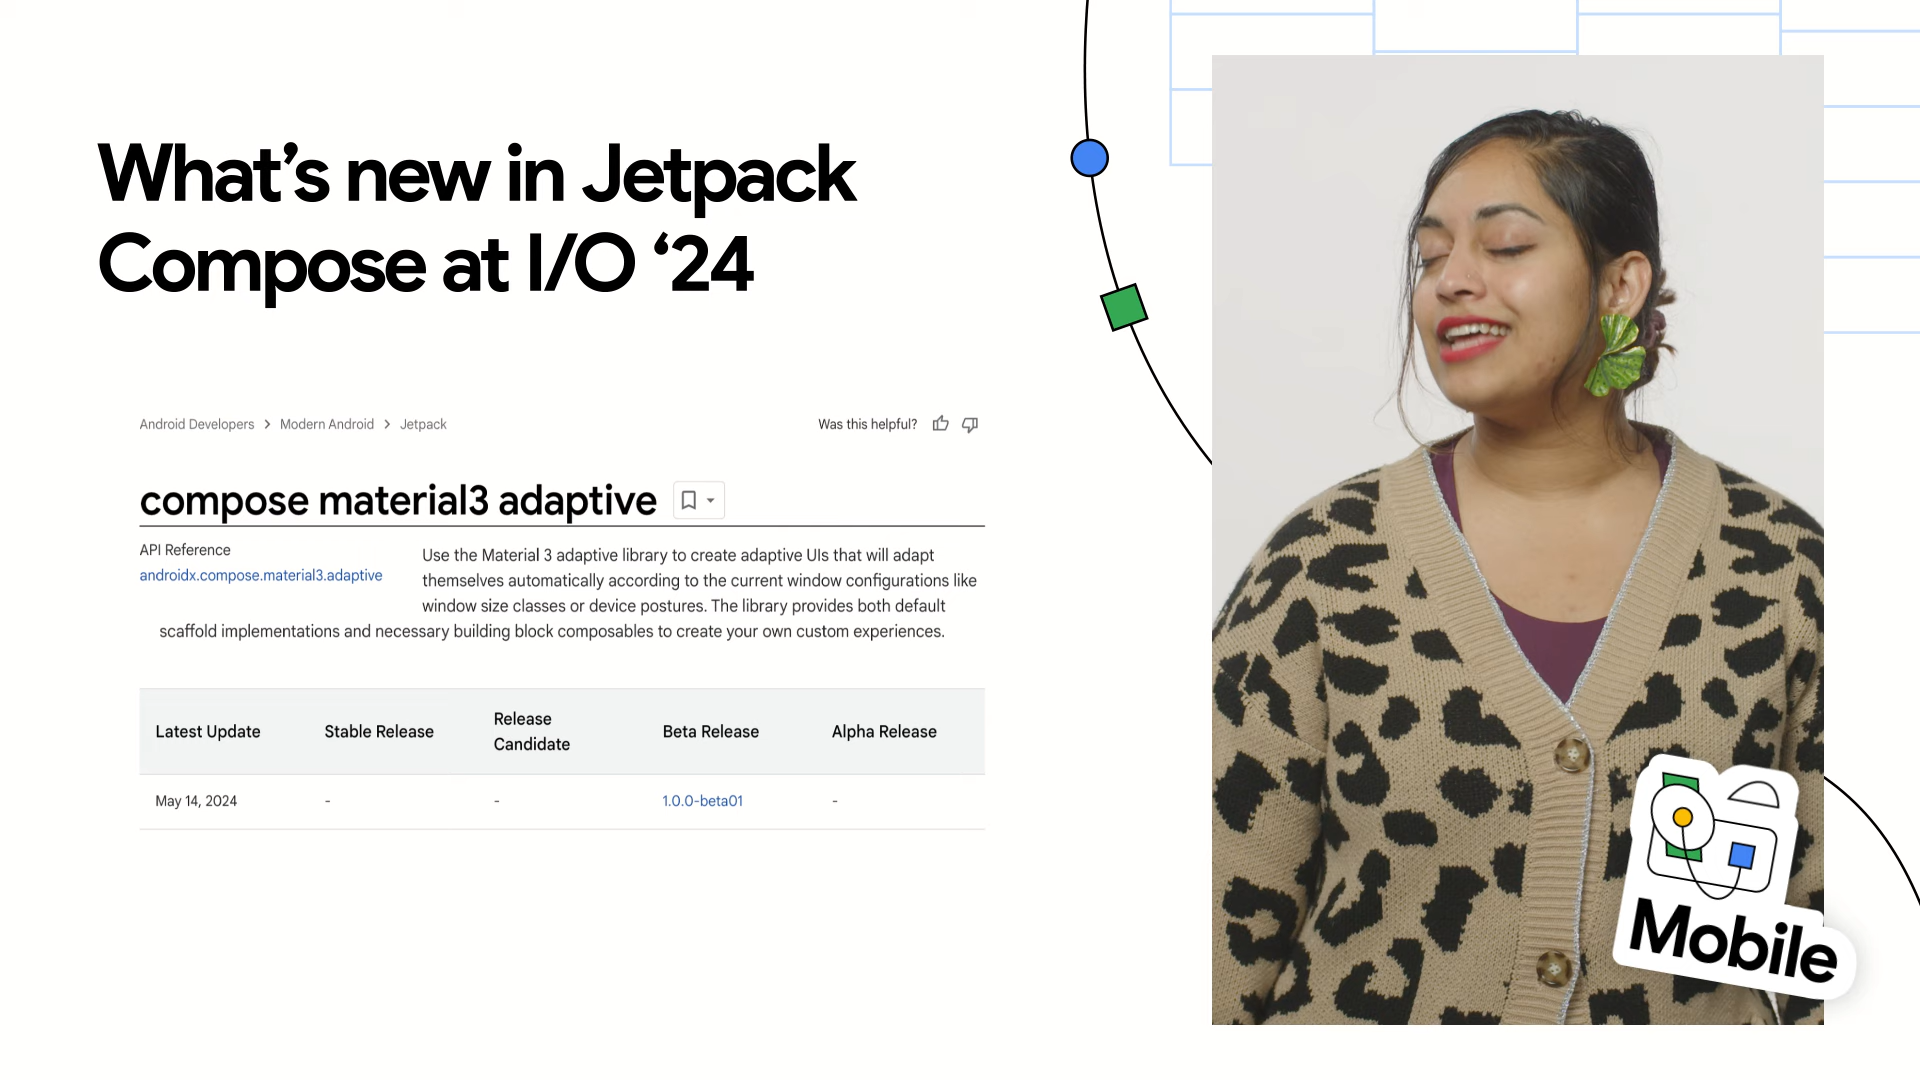 What’s new in Jetpack
Compose at I/O ‘24
Android Developers > Modern Android > Jetpack
Was this helpful?
compose material3 adaptive
API Reference
androidx.compose.material3.adaptive
Use the Material 3 adaptive library to create adaptive UIs that will adapt
themselves automatically according to the current window configurations like
window size classes or device postures. The library provides both default
scaffold implementations and necessary building block composables to create your own custom experiences.
Latest Update Stable Release Release Candidate Beta Release Alpha Release
May 14, 2024 - - 1.0.0-beta01 -
Mobile